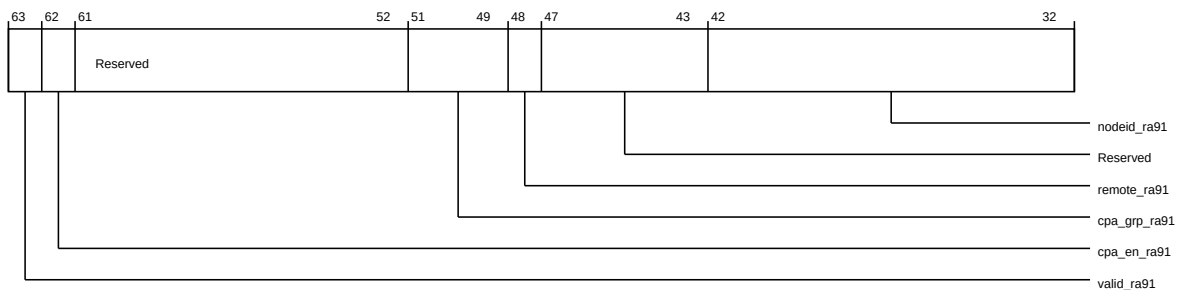 63 62 61 52 51 49 48 47 43 42 32
Reserved
nodeid_ra91
Reserved
remote_ra91
cpa_grp_ra91
cpa_en_ra91
valid_ra91